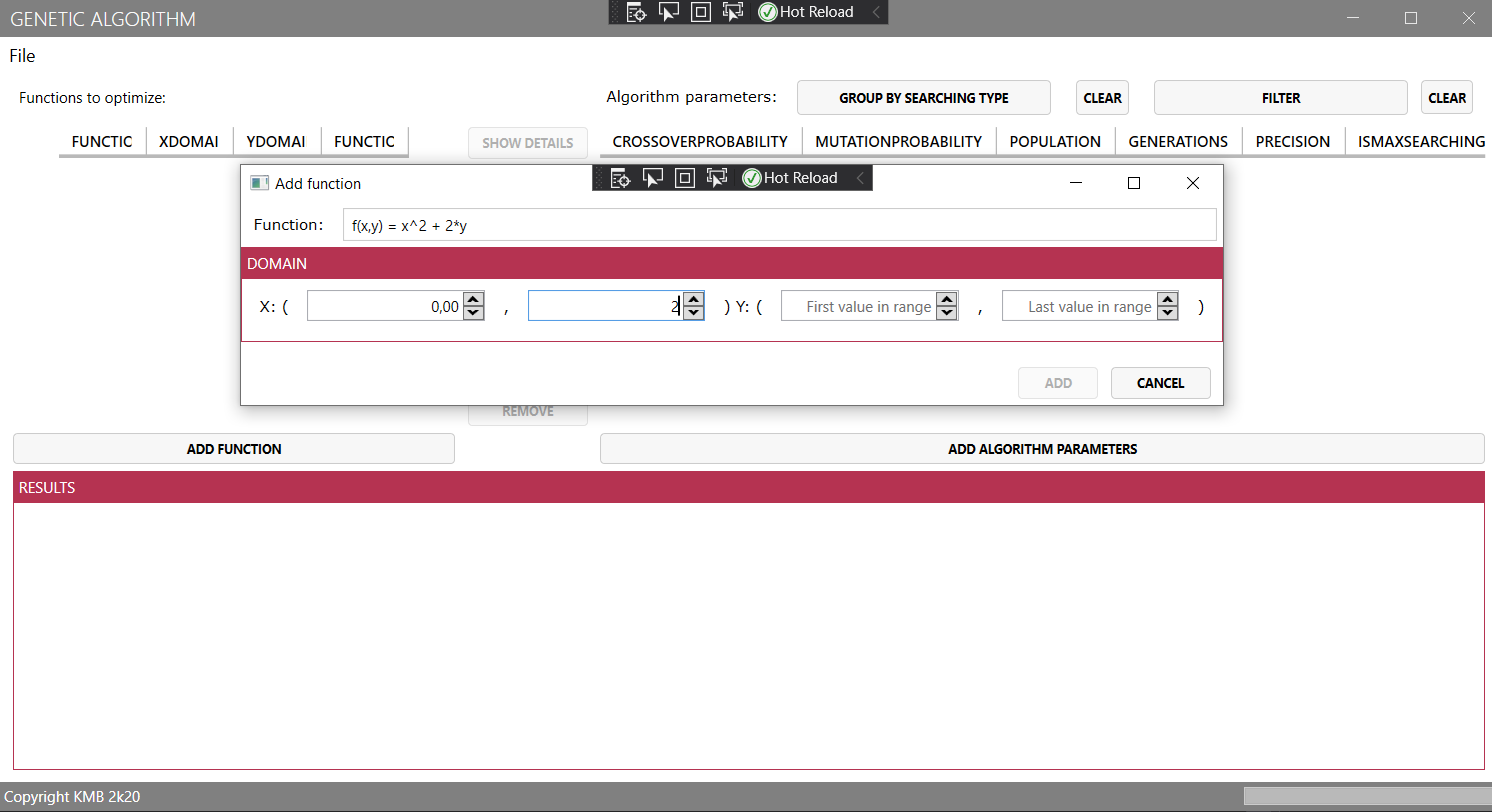 GENETIC ALGORITHM
Hot Reload
File
Functions to optimize:
Algorithm parameters:
GROUP BY SEARCHING TYPE
CLEAR
FILTER
CLEAR
FUNCTIC
XDOMAI
YDOMAI
FUNCTIC
SHOW DETAILS
CROSSOVERPROBABILITY
MUTATIONPROBABILITY
POPULATION
GENERATIONS
PRECISION
ISMAXSEARCHING
Add function
Hot Reload
Function:
f(x,y) = x^2 + 2*y
DOMAIN
X: ( 0,00 , 2 ) Y: ( First value in range , Last value in range )
ADD
CANCEL
REMOVE
ADD FUNCTION
ADD ALGORITHM PARAMETERS
RESULTS
Copyright KMB 2k20